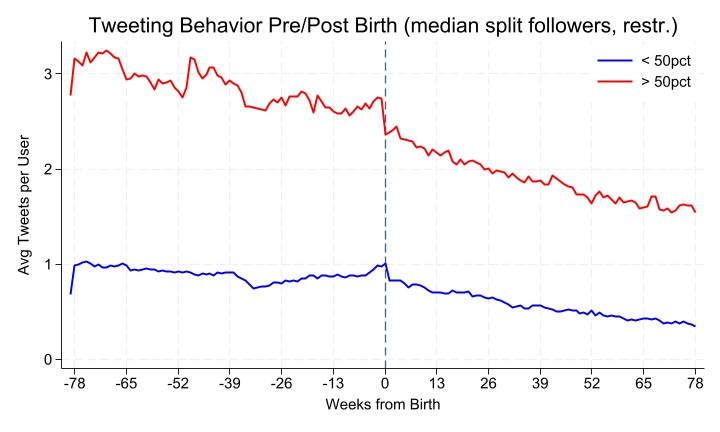 Tweeting Behavior Pre/Post Birth (median split followers, restr.)
< 50pct
> 50pct
3
2
1
0
Avg Tweets per User
-78 -65 -52 -39 -26 -13 0 13 26 39 52 65 78
Weeks from Birth